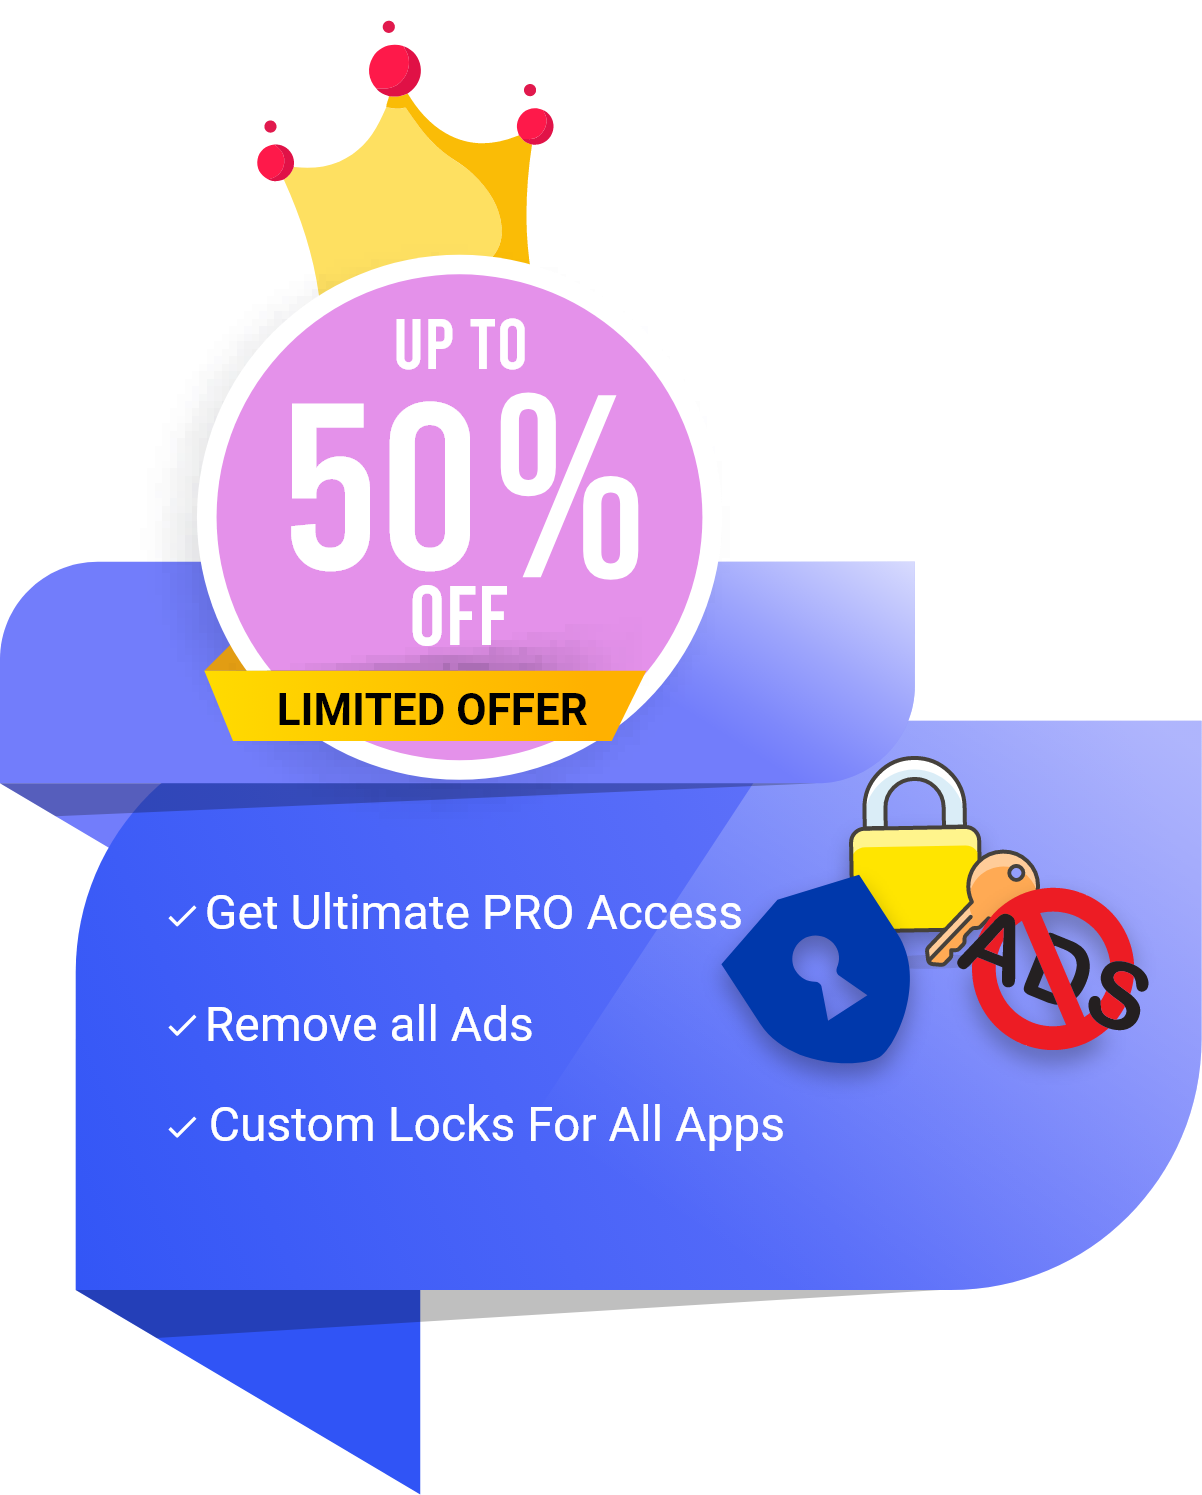 UP TO
50%
OFF
LIMITED OFFER
Get Ultimate PRO Access
Remove all Ads
Custom Locks For All Apps
ADS